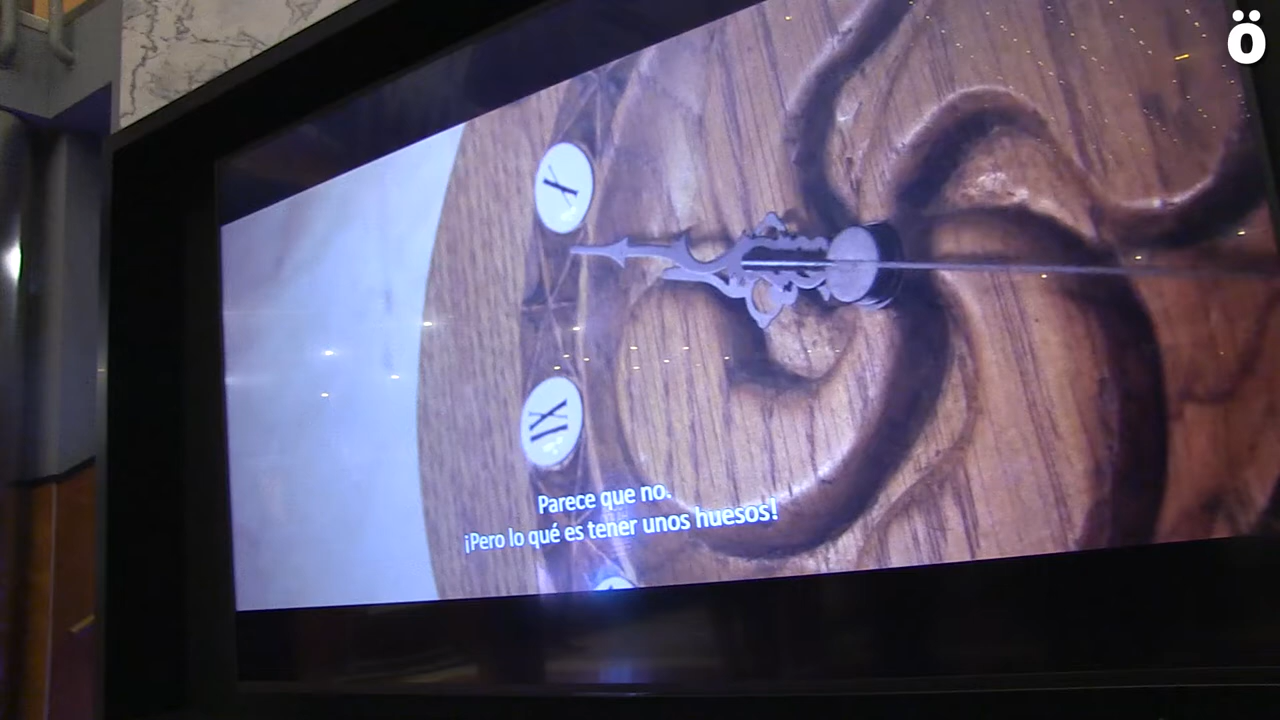 ö
Parece que no.
¡Pero lo qué es tener unos huesos!